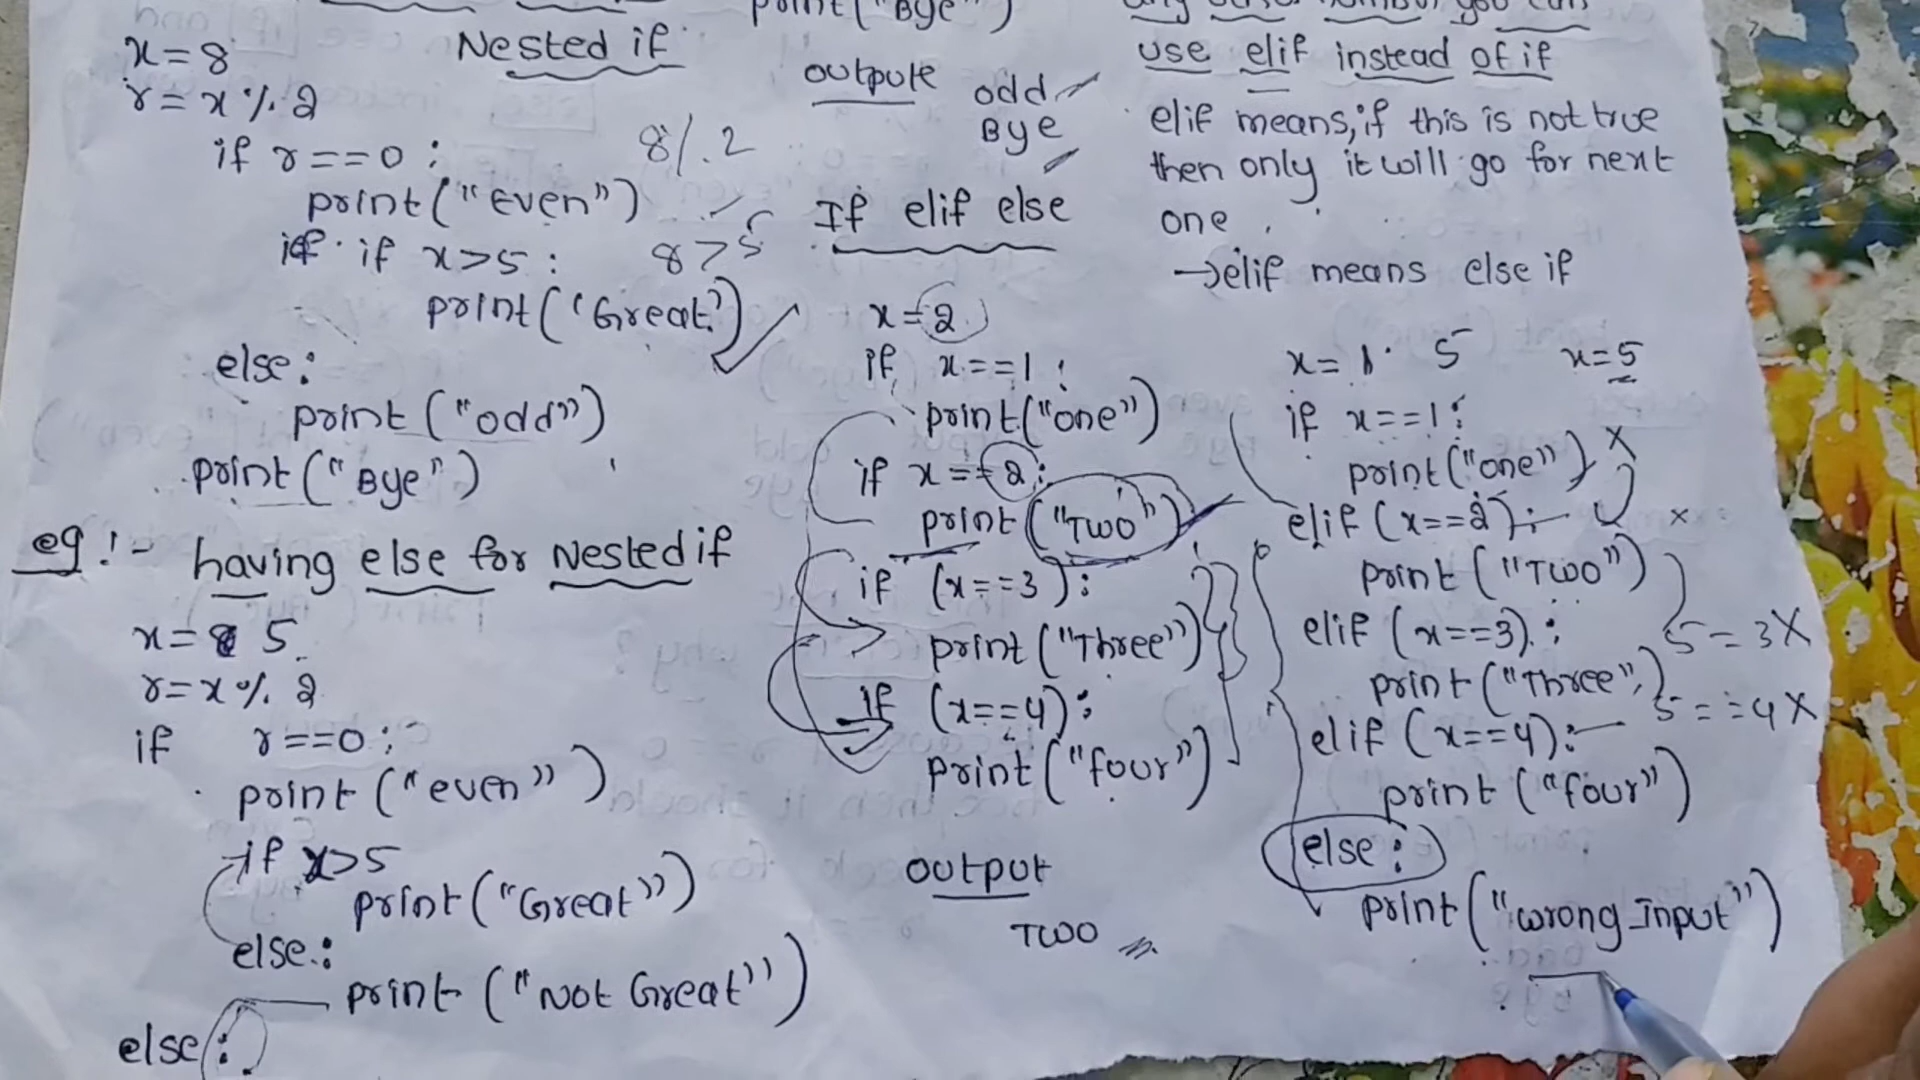 print("Bye")
Nested if
x=8
r=x%2
if r==0:
print("Even")
8%2
if x>5:
8>5
print('Great')
else:
print("odd")
print("Bye")
eg!- having else for Nested if
x=8 5
r=x%2
if r==0:
print("even")
if x>5
print("Great")
else:
print("Not Great")
else:
outpute
odd
Bye
If elif else
x=2
if x==1:
print("one")
if x==2:
print("Two")
if (x==3):
print("Three")
if (x==4):
print("four")
output
TWO
you can
use elif instead of if
elif means, if this is not true
then only it will go for next
one.
→elif means else if
x=1 5
x=5
if x==1:
print("one") X
elif (x==2): X
print("Two")
elif (x==3):
5=3X
print("Three")
elif (x==4):
5==4X
print("four")
else:
print("wrong_input")